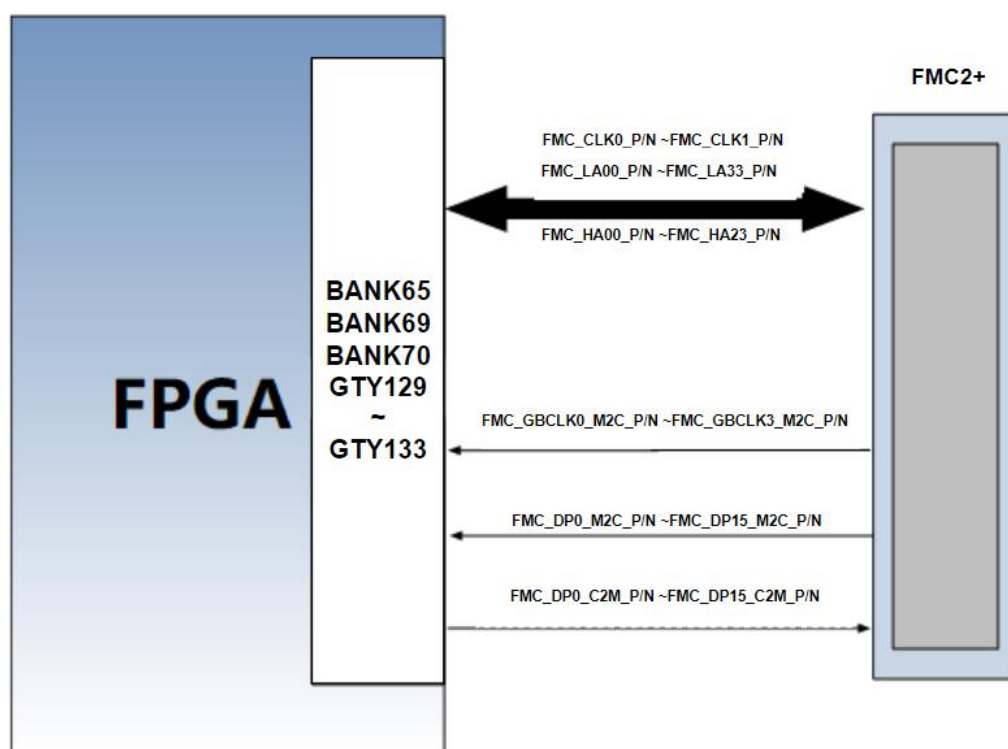 FMC2+
FMC_CLK0_P/N ~FMC_CLK1_P/N
FMC_LA00_P/N ~FMC_LA33_P/N
FMC_HA00_P/N ~FMC_HA23_P/N
BANK65
BANK69
BANK70
GTY129
~
GTY133
FPGA
FMC_GBCLK0_M2C_P/N ~FMC_GBCLK3_M2C_P/N
FMC_DP0_M2C_P/N ~FMC_DP15_M2C_P/N
FMC_DP0_C2M_P/N ~FMC_DP15_C2M_P/N